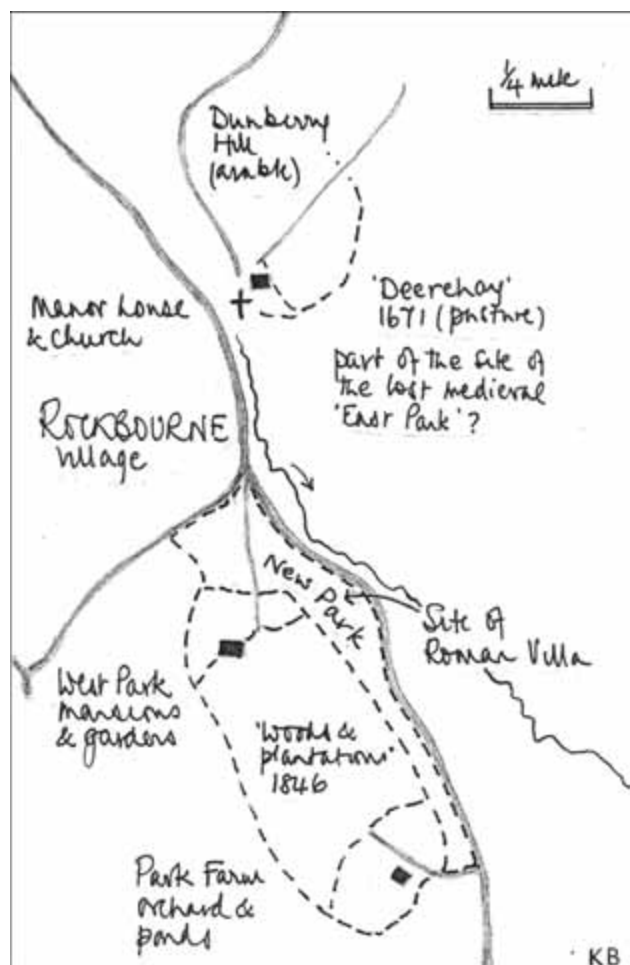 1/4 mile
Dunberry
Hill
(arable)
Manor house
& church
'Deerehay'
1671 (pasture)
part of the site of
the lost medieval
'East Park'?
ROCKBOURNE
Village
New Park
Site of
Roman Villa
West Park
mansions
& gardens
'Woods &
plantations'
1846
Park Farm
orchard &
ponds
KB